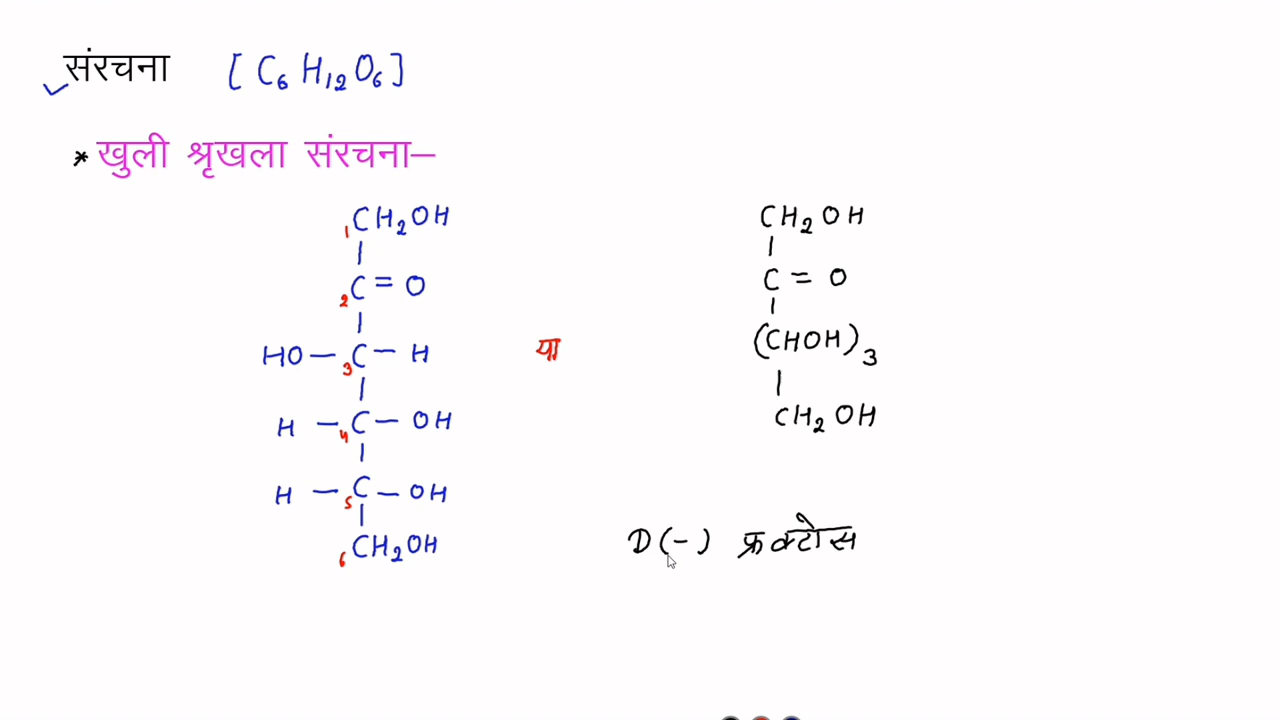 संरचना [C6H12O6]
* खुली श्रृखला संरचना–
1CH2OH
2C=O
HO–3C–H
H–4C–OH
H–5C–OH
6CH2OH
या
CH2OH
C=O
(CHOH)3
CH2OH
D(-) फ्रक्टोस